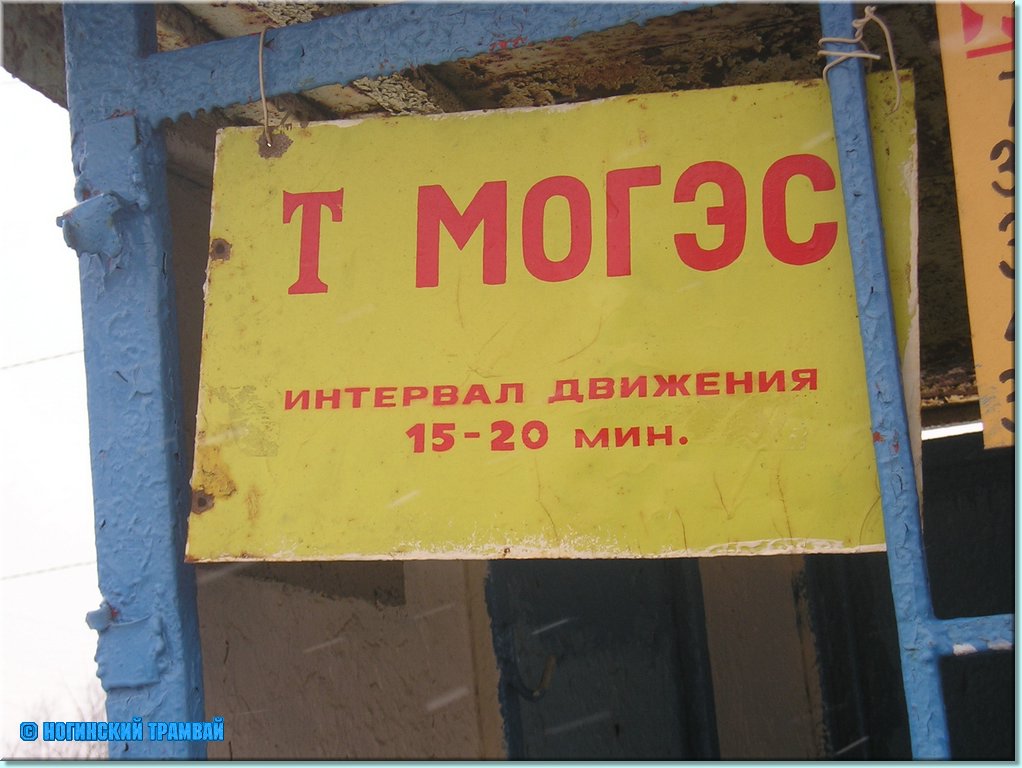 Т МОГЭС
ИНТЕРВАЛ ДВИЖЕНИЯ
15-20 МИН.
© НОГИНСКИЙ ТРАМВАЙ